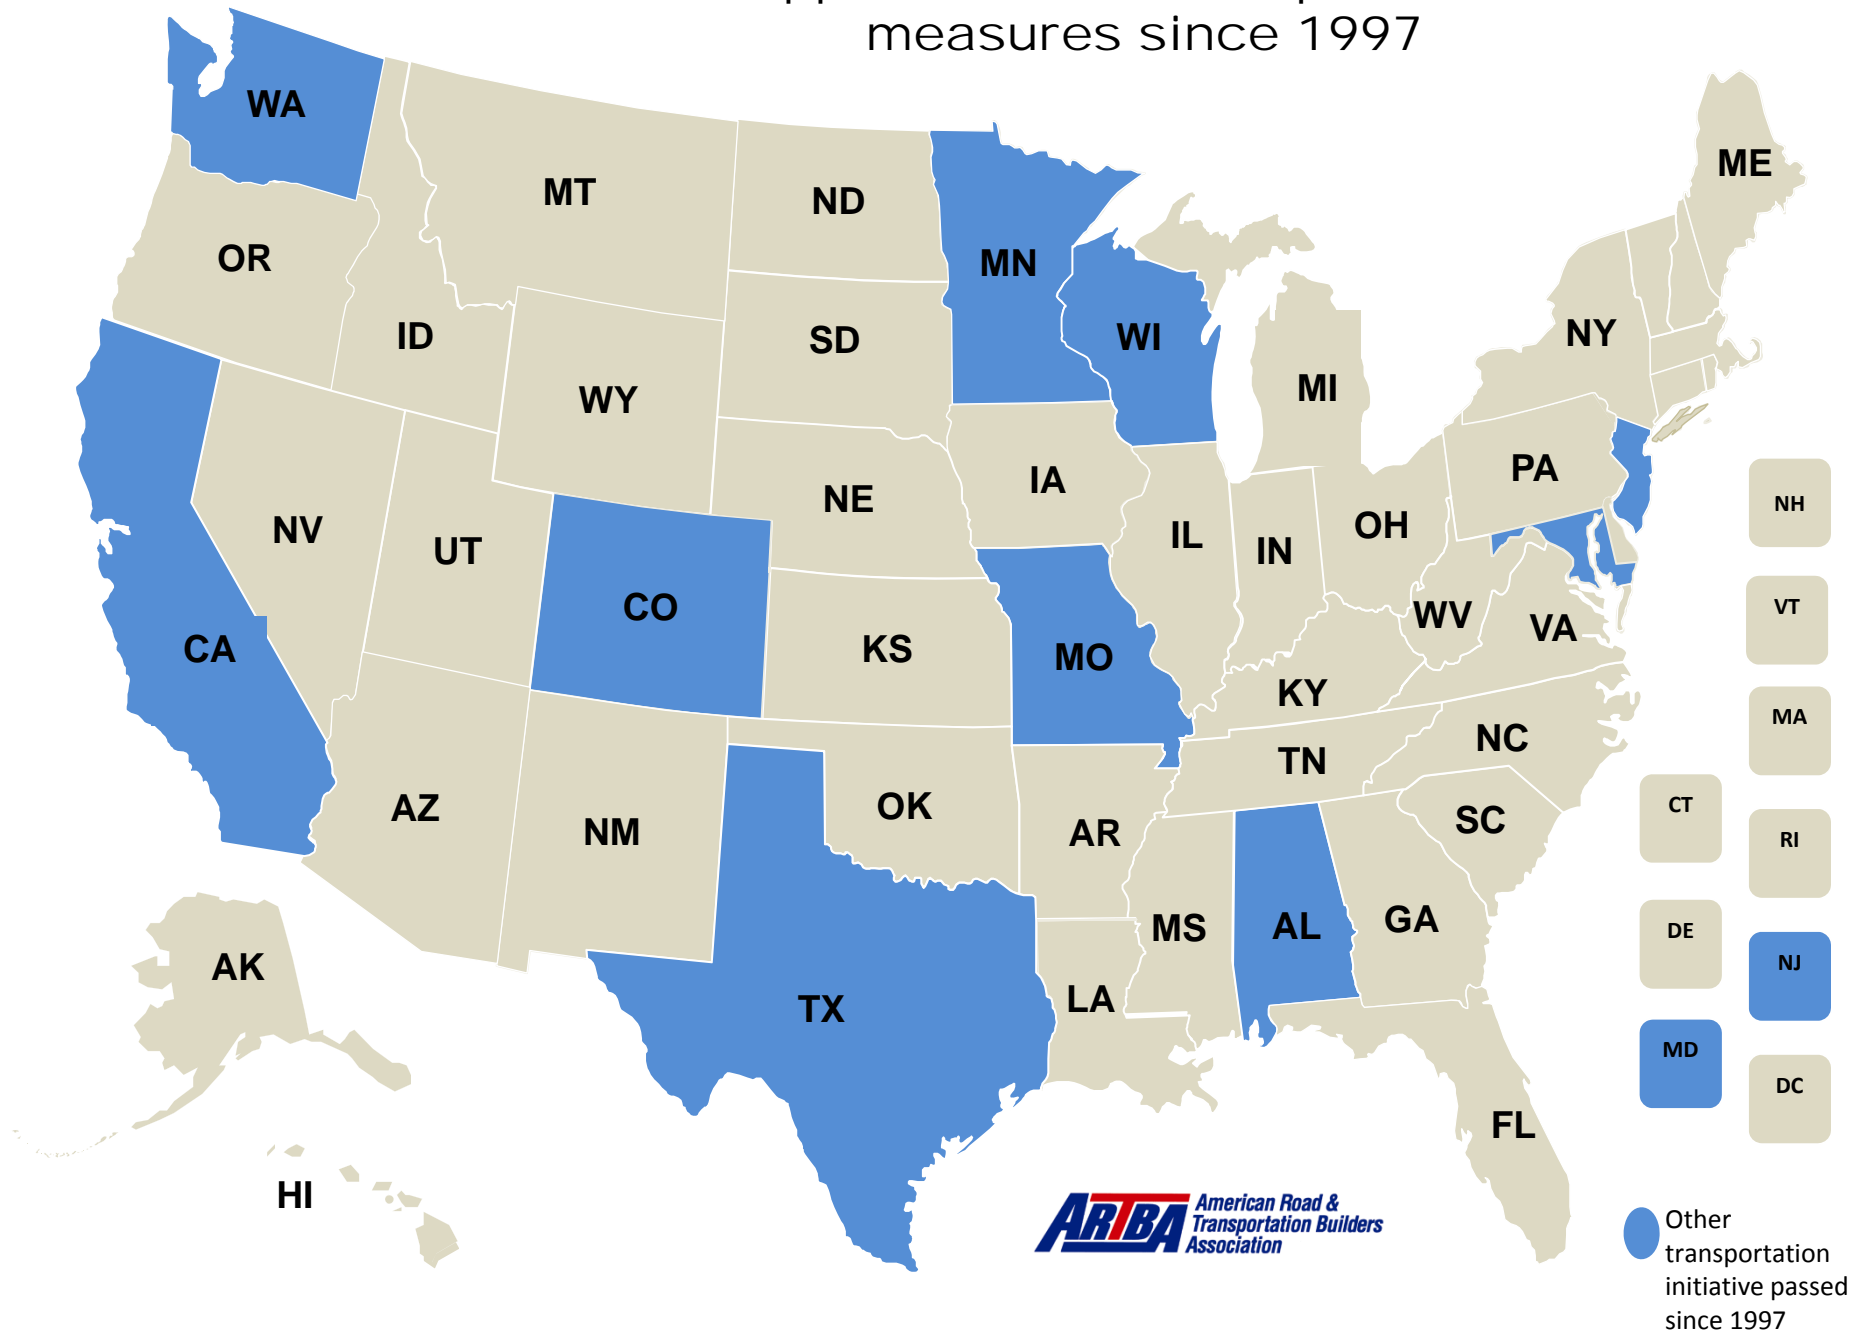 measures since 1997
WA
MT
ND
ME
OR
MN
ID
SD
WI
NY
WY
MI
PA
IA
NE
NH
NV
UT
IL
IN
OH
CO
VT
CA
KS
MO
WV
VA
KY
MA
NC
TN
AZ
NM
OK
AR
SC
CT
RI
MS
AL
GA
DE
AK
NJ
TX
LA
MD
DC
FL
HI
ARTBA
American Road &
Transportation Builders
Association
Other
transportation
initiative passed
since 1997